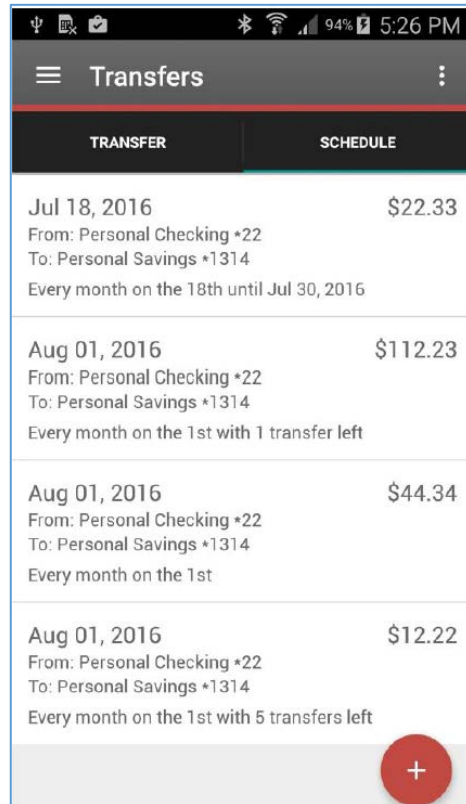 94% 5:26 PM
Transfers
TRANSFER SCHEDULE
Jul 18, 2016 $22.33
From: Personal Checking *22
To: Personal Savings *1314
Every month on the 18th until Jul 30, 2016
Aug 01, 2016 $112.23
From: Personal Checking *22
To: Personal Savings *1314
Every month on the 1st with 1 transfer left
Aug 01, 2016 $44.34
From: Personal Checking *22
To: Personal Savings *1314
Every month on the 1st
Aug 01, 2016 $12.22
From: Personal Checking *22
To: Personal Savings *1314
Every month on the 1st with 5 transfers left
+